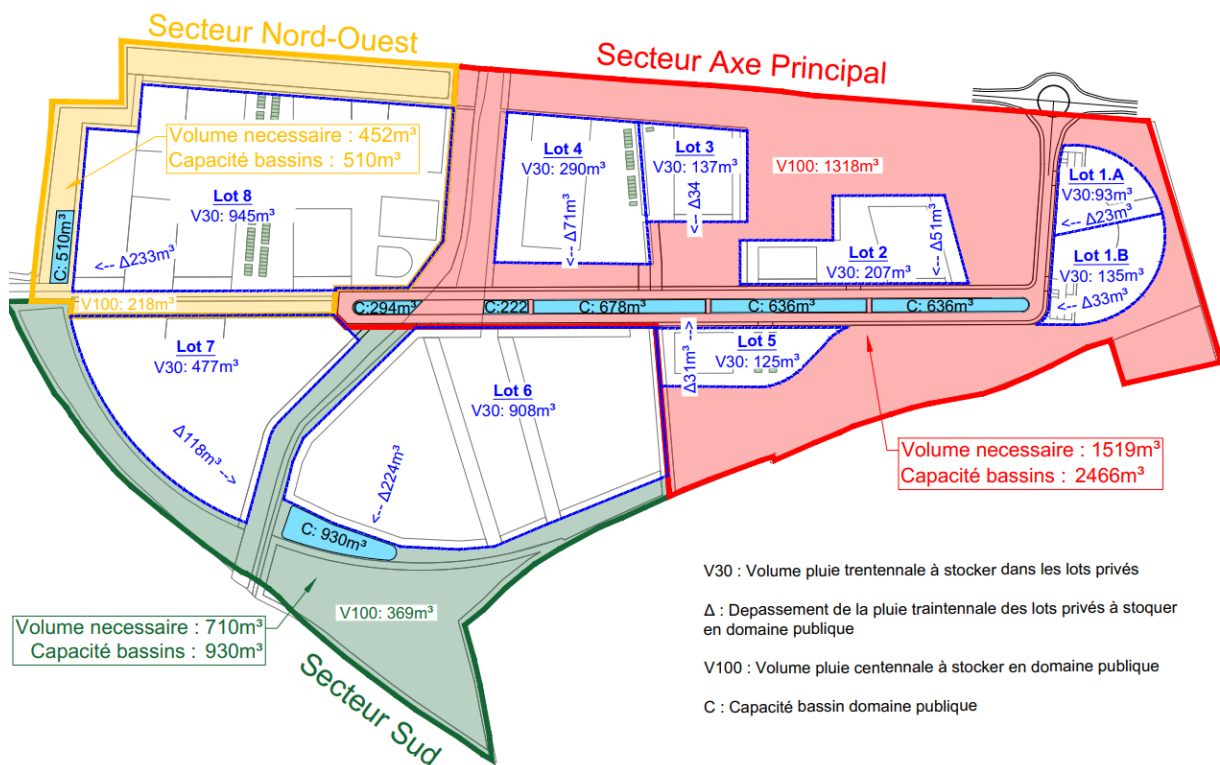 Secteur Nord-Ouest
Secteur Axe Principal
Volume necessaire : 452m³
Capacité bassins : 510m³
Lot 8
V30: 945m³
<-- Δ233m³
C: 510m³
V100: 218m³
Lot 4
V30: 290m³
<-- Δ71m³
Lot 3
V30: 137m³
<-- Δ34
V100: 1318m³
Lot 2
V30: 207m³
<-- Δ51m³
Lot 1.A
V30:93m³
<-- Δ23m³
Lot 1.B
V30: 135m³
<-- Δ33m³
C:294m³
C:222
C: 678m³
C: 636m³
C: 636m³
Lot 7
V30: 477m³
Δ118m³ -->
Lot 6
V30: 908m³
<-- Δ224m³
Lot 5
V30: 125m³
Δ31m³ -->
Volume necessaire : 1519m³
Capacité bassins : 2466m³
C: 930m³
V100: 369m³
Volume necessaire : 710m³
Capacité bassins : 930m³
Secteur Sud
V30 : Volume pluie trentennale à stocker dans les lots privés
Δ : Depassement de la pluie traintennale des lots privés à stoquer
en domaine publique
V100 : Volume pluie centennale à stocker en domaine publique
C : Capacité bassin domaine publique